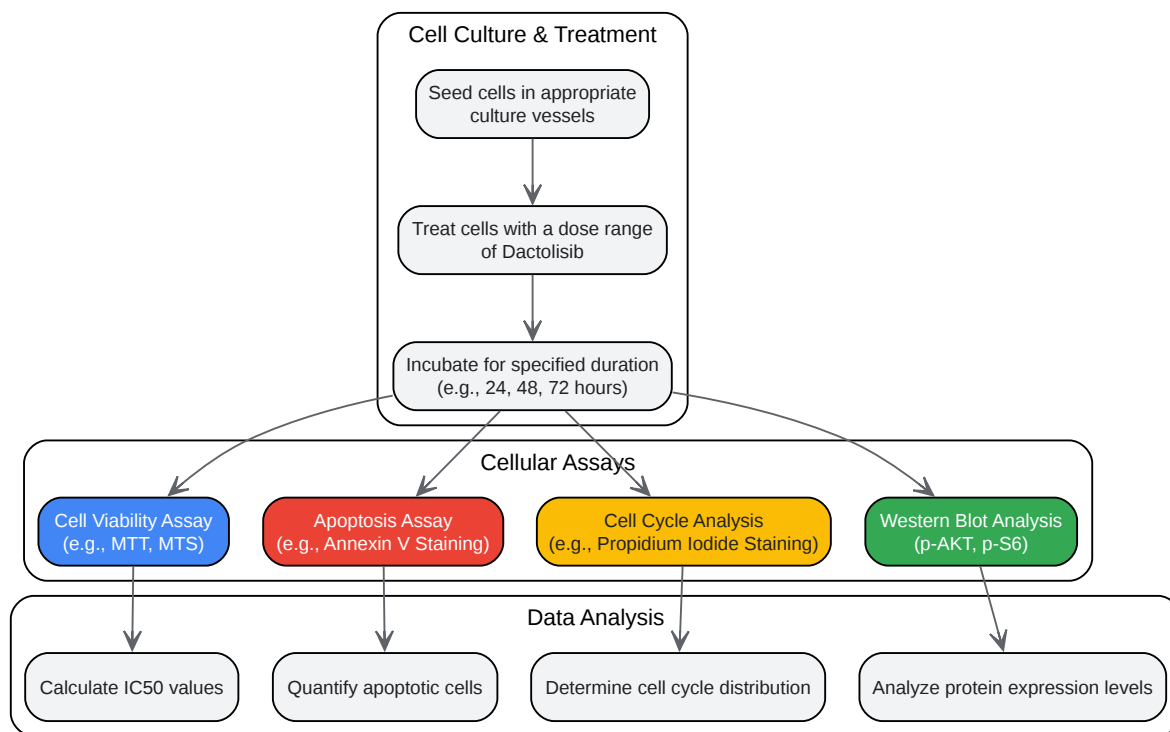 Cell Culture & Treatment
Seed cells in appropriate
culture vessels
Treat cells with a dose range
of Dactolisib
Incubate for specified duration
(e.g., 24, 48, 72 hours)
Cellular Assays
Cell Viability Assay
(e.g., MTT, MTS)
Apoptosis Assay
(e.g., Annexin V Staining)
Cell Cycle Analysis
(e.g., Propidium Iodide Staining)
Western Blot Analysis
(p-AKT, p-S6)
Data Analysis
Calculate IC50 values
Quantify apoptotic cells
Determine cell cycle distribution
Analyze protein expression levels